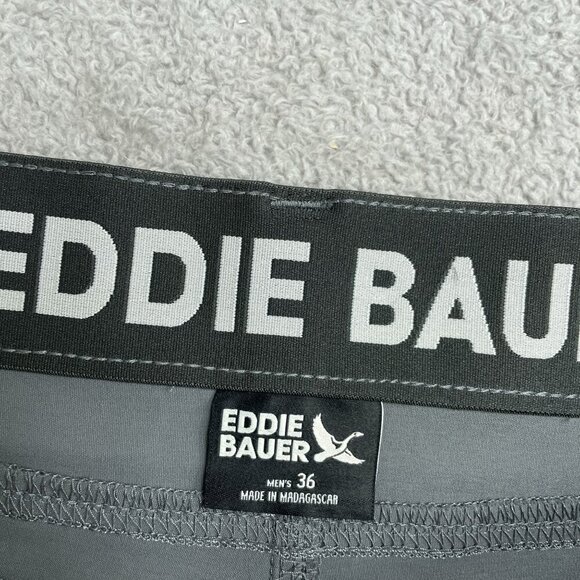 EDDIE BAU
EDDIE
BAUER
MEN'S 36
MADE IN MADAGASCAR